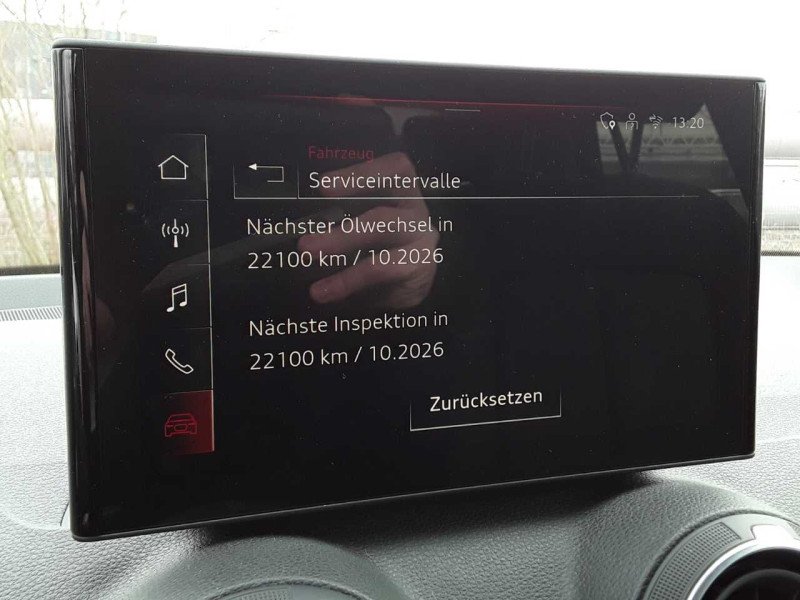 13:20
Fahrzeug
Serviceintervalle
Nächster Ölwechsel in
22100 km / 10.2026
Nächste Inspektion in
22100 km / 10.2026
Zurücksetzen